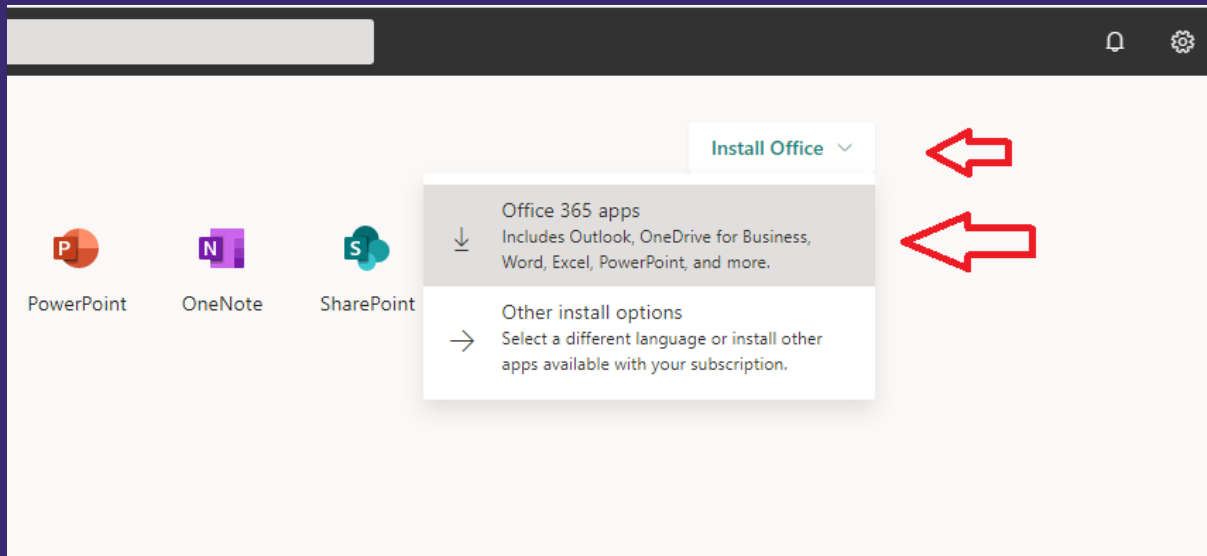 Install Office
Office 365 apps
Includes Outlook, OneDrive for Business,
Word, Excel, PowerPoint, and more.
P
N
S
PowerPoint
OneNote
SharePoint
Other install options
Select a different language or install other
apps available with your subscription.